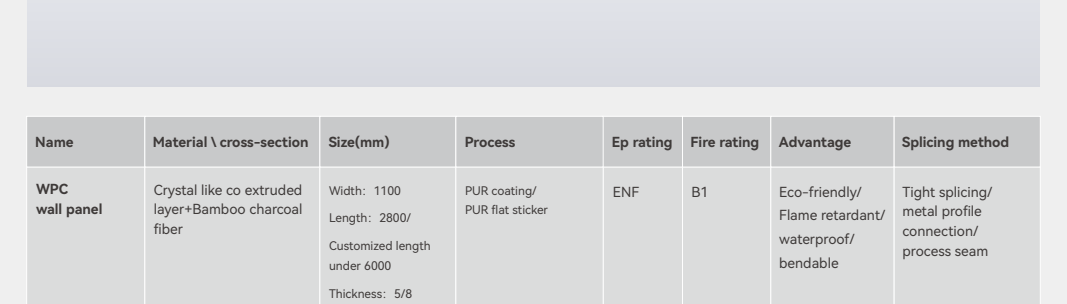 Name
Material \ cross-section
Size(mm)
Process
Ep rating
Fire rating
Advantage
Splicing method
WPC
wall panel
Crystal like co extruded
layer+Bamboo charcoal
fiber
Width: 1100
Length: 2800/
Customized length
under 6000
Thickness: 5/8
PUR coating/
PUR flat sticker
ENF
B1
Eco-friendly/
Flame retardant/
waterproof/
bendable
Tight splicing/
metal profile
connection/
process seam